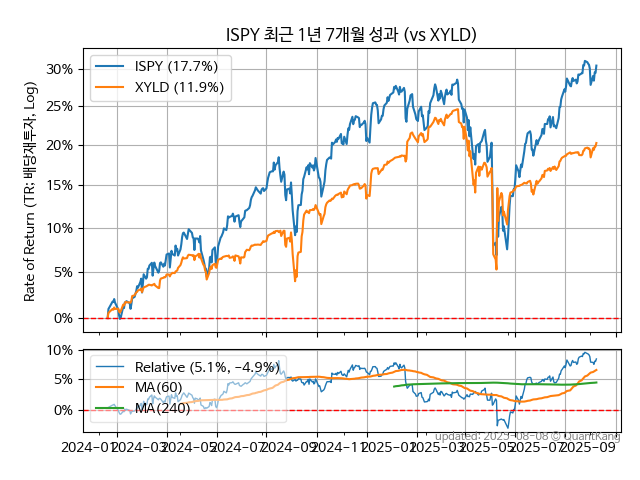 ISPY 최근 1년 7개월 성과 (vs XYLD)
Rate of Return (TR: 배당재투자, Log)
30%
25%
20%
15%
10%
5%
0%
ISPY (17.7%)
XYLD (11.9%)
10%
5%
0%
Relative (5.1%, −4.9%)
MA(60)
MA(240)
updated: 2025-08-08 © QuantKang
2024-01 2024-03 2024-05 2024-07 2024-09 2024-11 2025-01 2025-03 2025-05 2025-07 2025-09